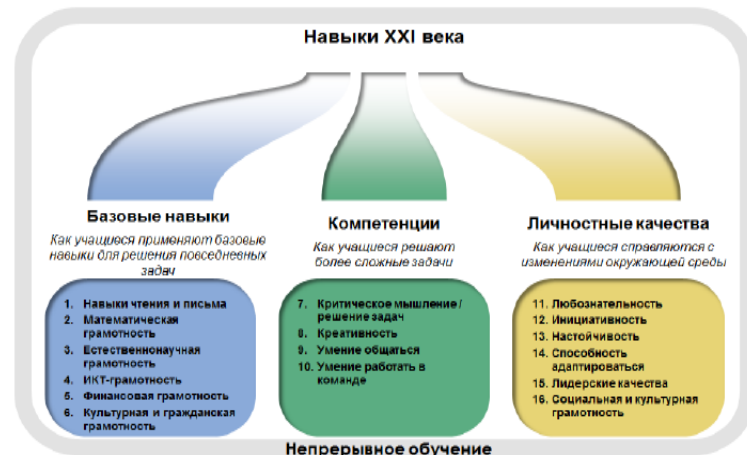 Навыки XXI века
Базовые навыки
Как учащиеся применяют базовые
навыки для решения повседневных
задач
1. Навыки чтения и письма
2. Математическая
грамотность
3. Естественнонаучная
грамотность
4. ИКТ-грамотность
5. Финансовая грамотность
6. Культурная и гражданская
грамотность
Компетенции
Как учащиеся решают
более сложные задачи
7. Критическое мышление /
решение задач
8. Креативность
9. Умение общаться
10. Умение работать в
команде
Личностные качества
Как учащиеся справляются с
изменениями окружающей среды
11. Любознательность
12. Инициативность
13. Настойчивость
14. Способность
адаптироваться
15. Лидерские качества
16. Социальная и культурная
грамотность
Непрерывное обучение